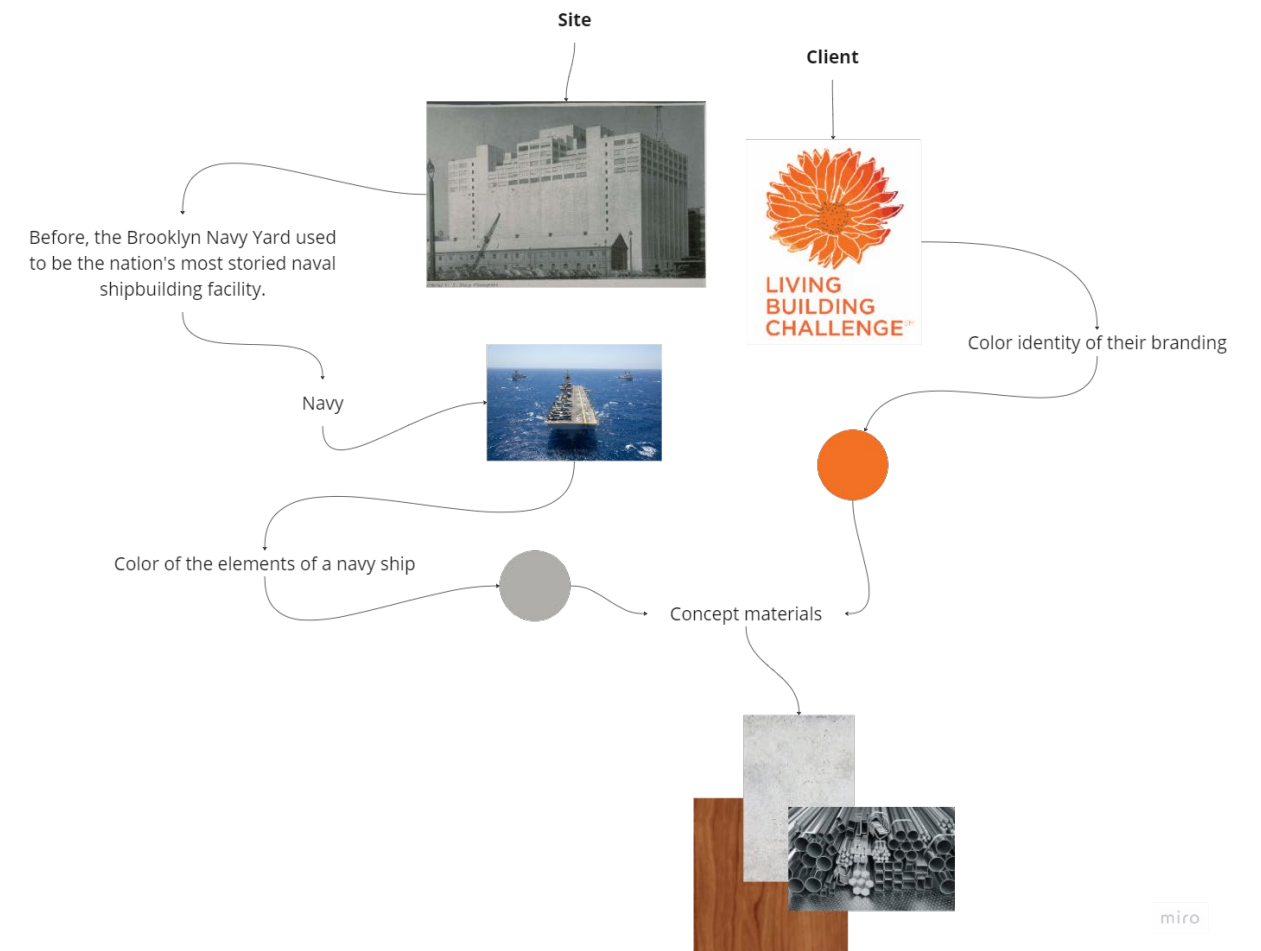 Site
Client
Before, the Brooklyn Navy Yard used
to be the nation's most storied naval
shipbuilding facility.
LIVING
BUILDING
CHALLENGE
Color identity of their branding
Navy
Color of the elements of a navy ship
Concept materials
miro